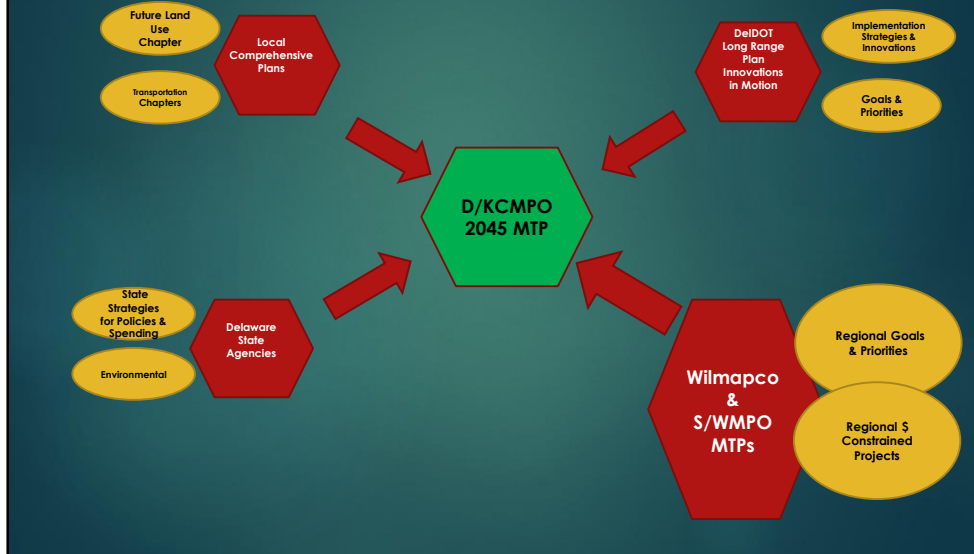 Future Land
Use
Chapter
Transportation
Chapters
Local
Comprehensive
Plans
DelDOT
Long Range
Plan
Innovations
in Motion
Implementation
Strategies &
Innovations
Goals &
Priorities
D/KCMPO
2045 MTP
State
Strategies
for Policies &
Spending
Environmental
Delaware
State
Agencies
Wilmapco
&
S/WMPO
MTPs
Regional Goals
& Priorities
Regional $
Constrained
Projects